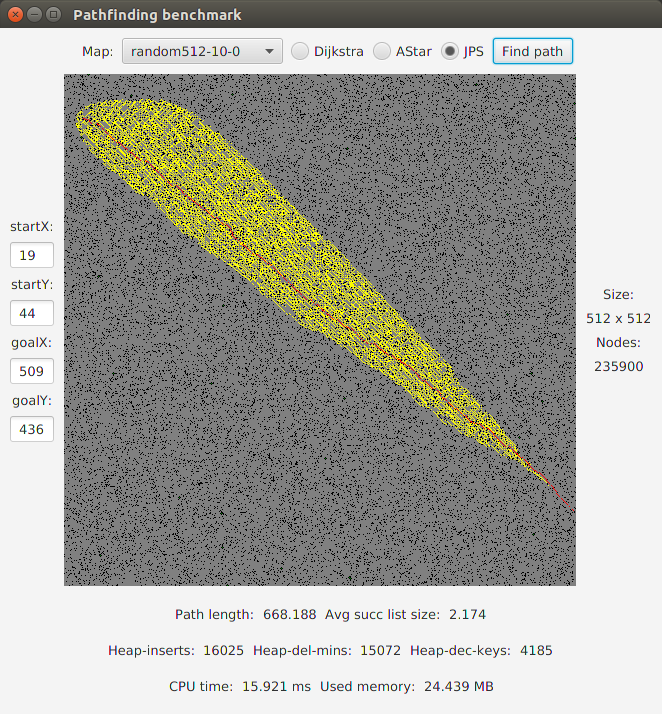 Pathfinding benchmark
Map: random512-10-0 Dijkstra AStar JPS Find path
startX:
19
startY:
44
goalX:
509
goalY:
436
Size:
512 x 512
Nodes:
235900
Path length: 668.188 Avg succ list size: 2.174
Heap-inserts: 16025 Heap-del-mins: 15072 Heap-dec-keys: 4185
CPU time: 15.921 ms Used memory: 24.439 MB